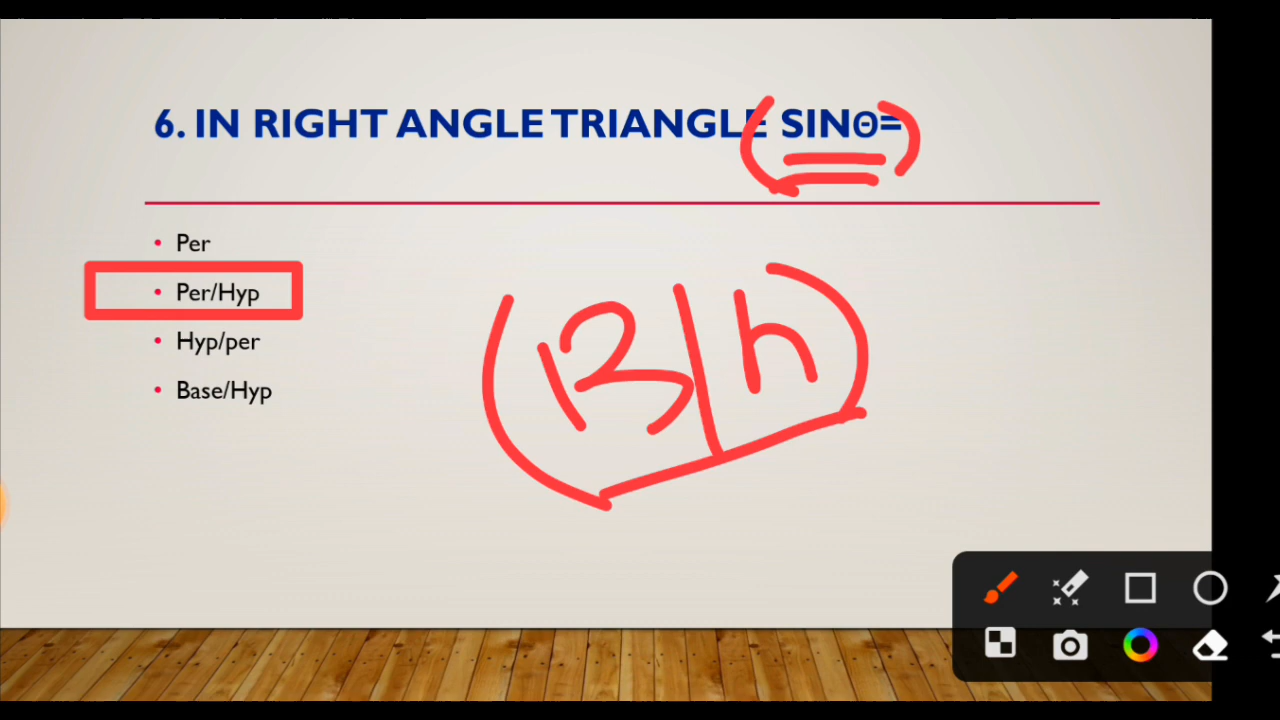 6. IN RIGHT ANGLE TRIANGLE SINΘ=
• Per
• Per/Hyp
• Hyp/per
• Base/Hyp